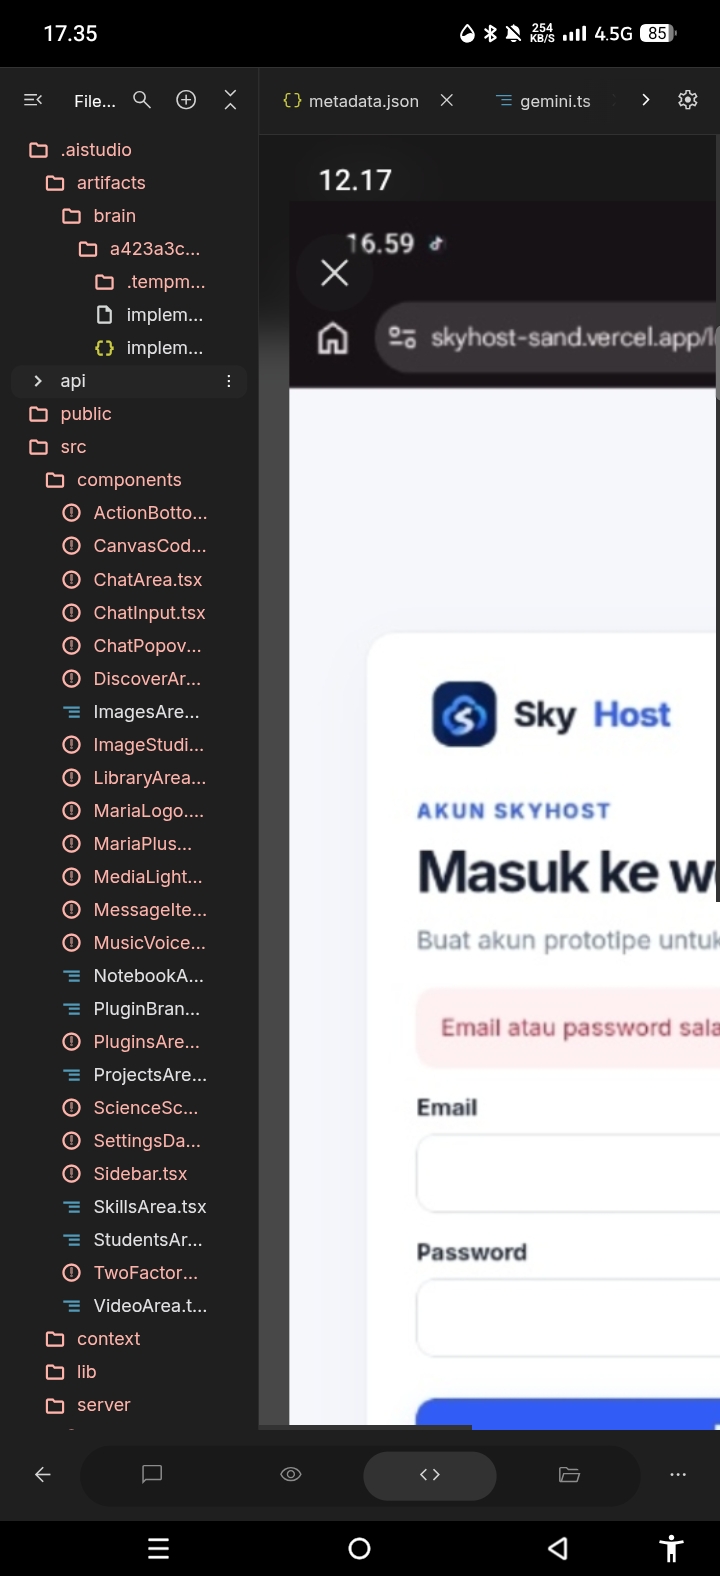 17.35
254
KB/S
4.5G
85
File...
metadata.json
gemini.ts
.aistudio
artifacts
brain
a423a3c...
.tempm...
implem...
implem...
api
public
src
components
ActionBotto...
CanvasCod...
ChatArea.tsx
ChatInput.tsx
ChatPopov...
DiscoverAr...
ImagesAre...
ImageStudi...
LibraryArea...
MariaLogo....
MariaPlus...
MediaLight...
MessageIte...
MusicVoice...
NotebookA...
PluginBran...
PluginsAre...
ProjectsAre...
ScienceSc...
SettingsDa...
Sidebar.tsx
SkillsArea.tsx
StudentsAr...
TwoFactor...
VideoArea.t...
context
lib
server
12.17
16.59
skyhost-sand.vercel.app/l
Sky Host
AKUN SKYHOST
Masuk ke w
Buat akun prototipe untuk
Email atau password sala
Email
Password